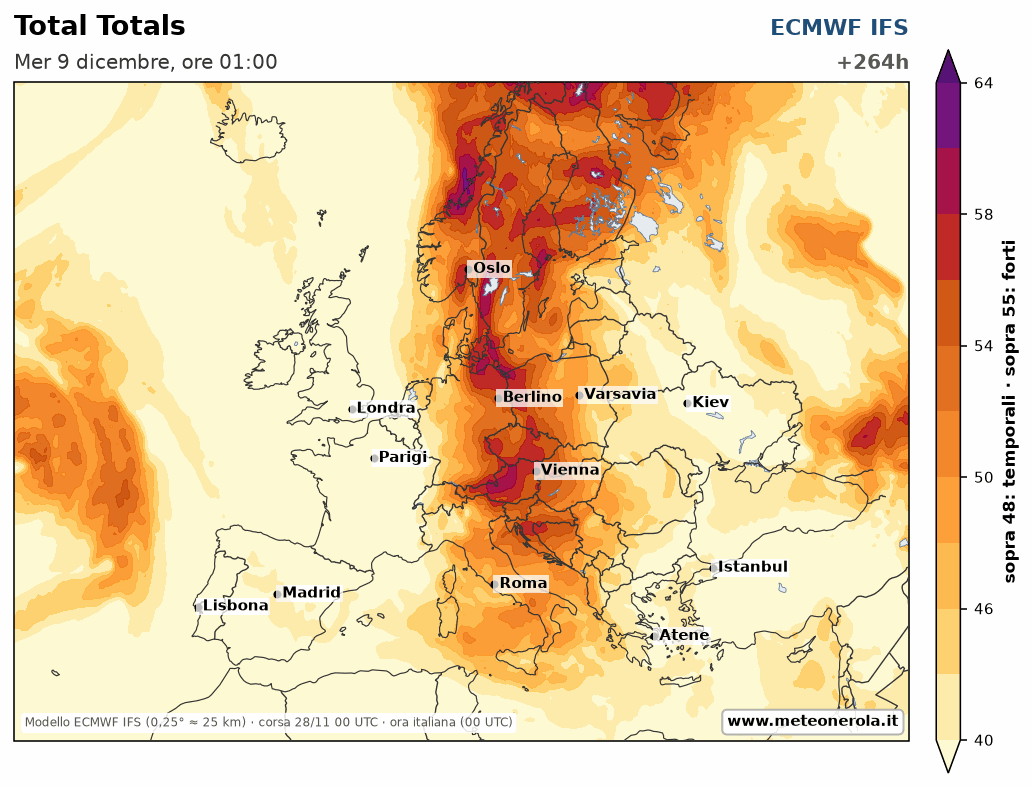 Total Totals
ECMWF IFS
Mer 9 dicembre, ore 01:00
+264h
64
58
54
50
46
40
sopra 48: temporali · sopra 55: forti
Oslo
Berlino
Varsavia
Kiev
Londra
Parigi
Vienna
Istanbul
Roma
Madrid
Lisbona
Atene
Modello ECMWF IFS (0,25° ≈ 25 km) · corsa 28/11 00 UTC · ora italiana (00 UTC)
www.meteonerola.it